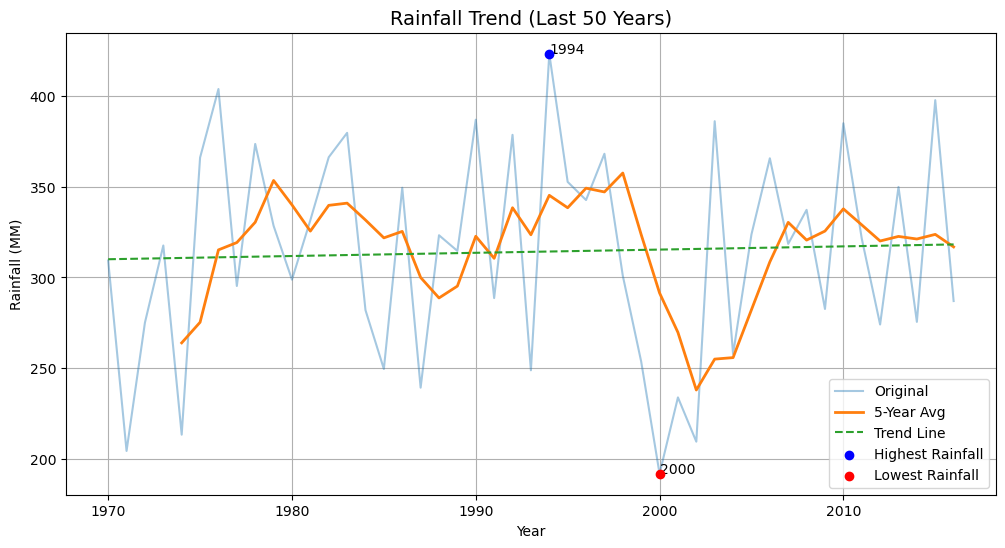 Rainfall Trend (Last 50 Years)
Rainfall (MM)
400
350
300
250
200
1994
2000
Original
5-Year Avg
Trend Line
Highest Rainfall
Lowest Rainfall
1970
1980
1990
2000
2010
Year